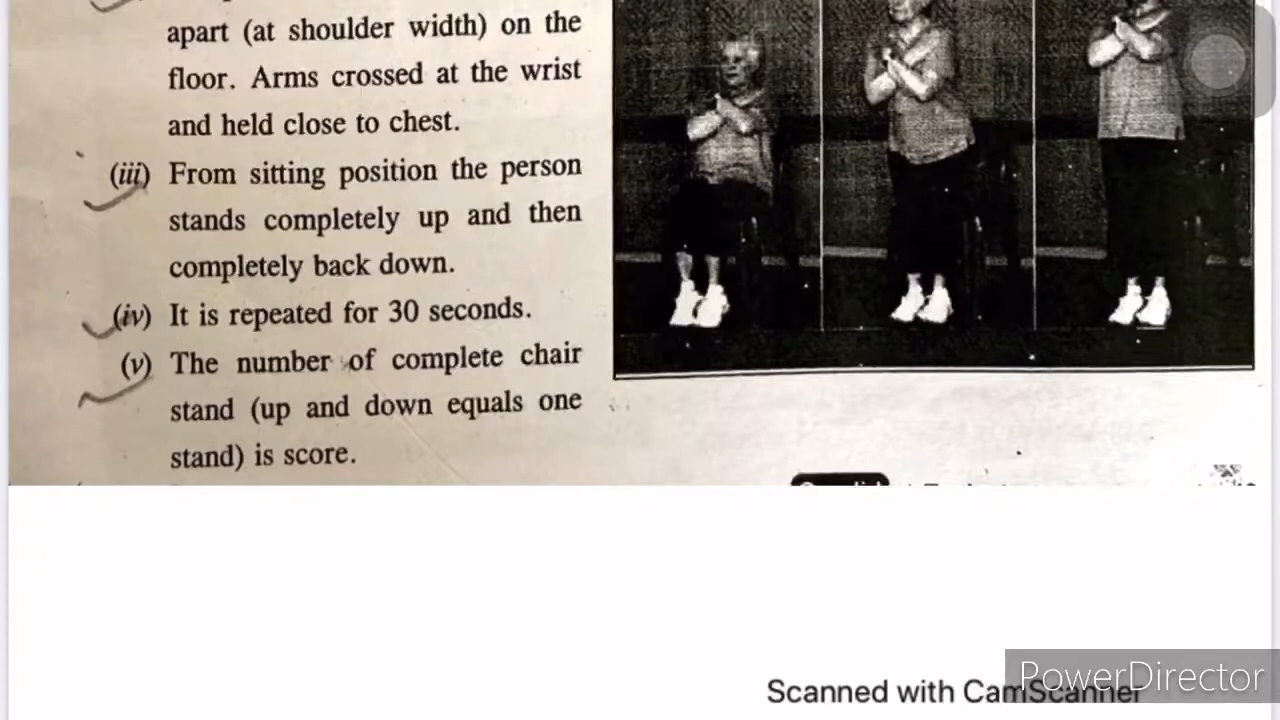 apart (at shoulder width) on the
floor. Arms crossed at the wrist
and held close to chest.
(iii) From sitting position the person
stands completely up and then
completely back down.
(iv) It is repeated for 30 seconds.
(v) The number of complete chair
stand (up and down equals one
stand) is score.
Scanned with CamScanner
PowerDirector